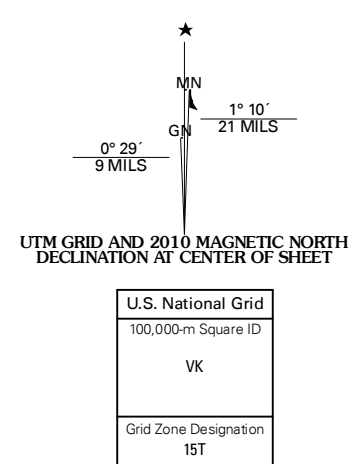 MN
1° 10´
21 MILS
GN
0° 29´
9 MILS
UTM GRID AND 2010 MAGNETIC NORTH
DECLINATION AT CENTER OF SHEET
U.S. National Grid
100,000-m Square ID
VK
Grid Zone Designation
15T